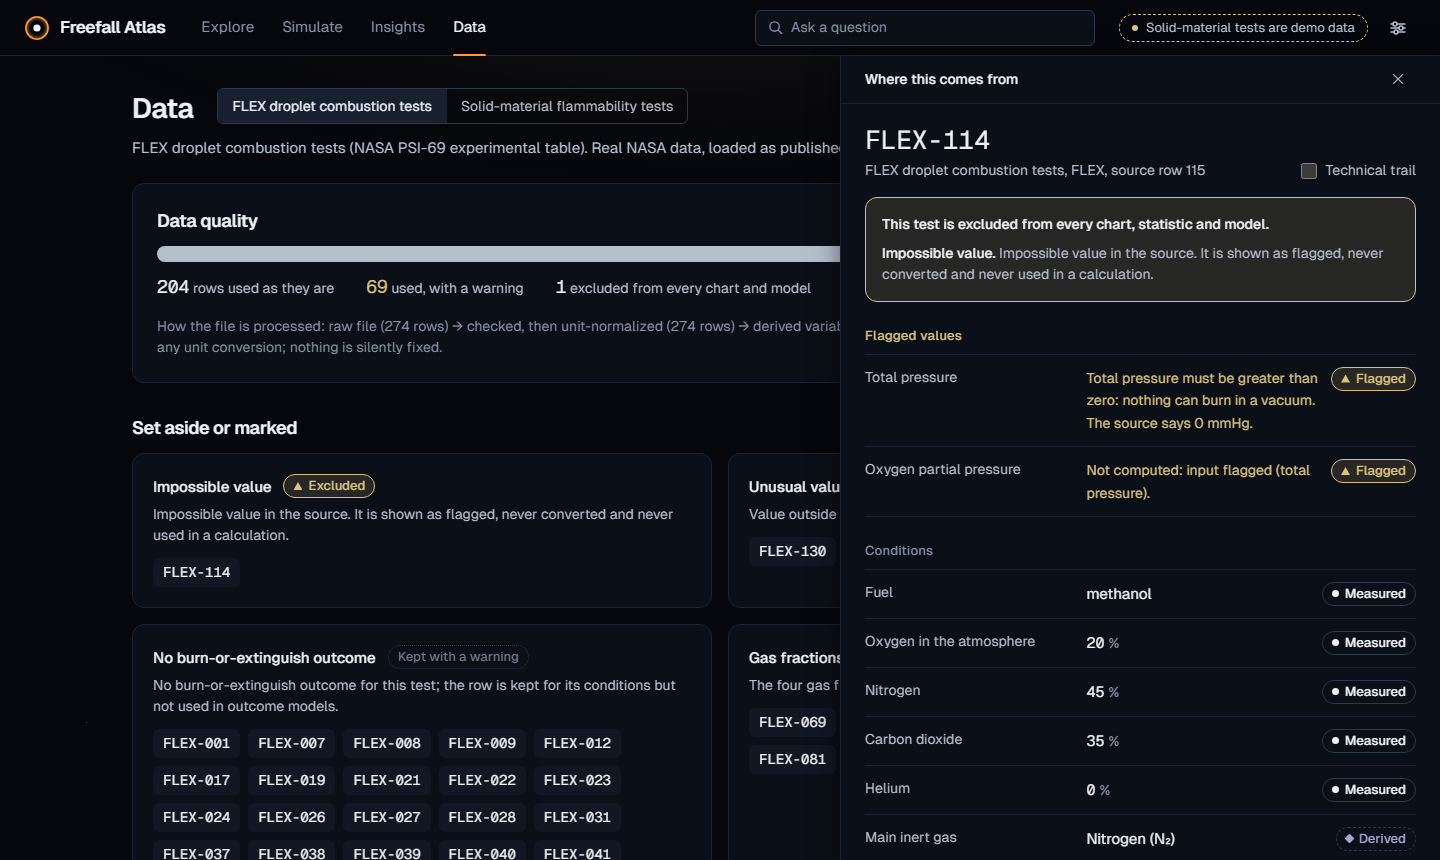 Freefall Atlas
Explore
Simulate
Insights
Data
Ask a question
Solid-material tests are demo data
Data
FLEX droplet combustion tests
Solid-material flammability tests
FLEX droplet combustion tests (NASA PSI-69 experimental table). Real NASA data, loaded as publishe
Data quality
204 rows used as they are
69 used, with a warning
1 excluded from every chart and model
How the file is processed: raw file (274 rows) → checked, then unit-normalized (274 rows) → derived variab
any unit conversion; nothing is silently fixed.
Set aside or marked
Impossible value
▲ Excluded
Impossible value in the source. It is shown as flagged, never converted and never
used in a calculation.
FLEX-114
Unusual valu
Value outside
FLEX-130
No burn-or-extinguish outcome
Kept with a warning
No burn-or-extinguish outcome for this test; the row is kept for its conditions but
not used in outcome models.
FLEX-001 FLEX-007 FLEX-008 FLEX-009 FLEX-012
FLEX-017 FLEX-019 FLEX-021 FLEX-022 FLEX-023
FLEX-024 FLEX-026 FLEX-027 FLEX-028 FLEX-031
FLEX-037 FLEX-038 FLEX-039 FLEX-040 FLEX-041
Gas fractions
The four gas f
FLEX-069
FLEX-081
Where this comes from
FLEX-114
FLEX droplet combustion tests, FLEX, source row 115
Technical trail
This test is excluded from every chart, statistic and model.
Impossible value. Impossible value in the source. It is shown as flagged, never
converted and never used in a calculation.
Flagged values
Total pressure
Total pressure must be greater than
zero: nothing can burn in a vacuum.
The source says 0 mmHg.
▲ Flagged
Oxygen partial pressure
Not computed: input flagged (total
pressure).
▲ Flagged
Conditions
Fuel
methanol
Measured
Oxygen in the atmosphere
20 %
Measured
Nitrogen
45 %
Measured
Carbon dioxide
35 %
Measured
Helium
0 %
Measured
Main inert gas
Nitrogen (N₂)
◆ Derived